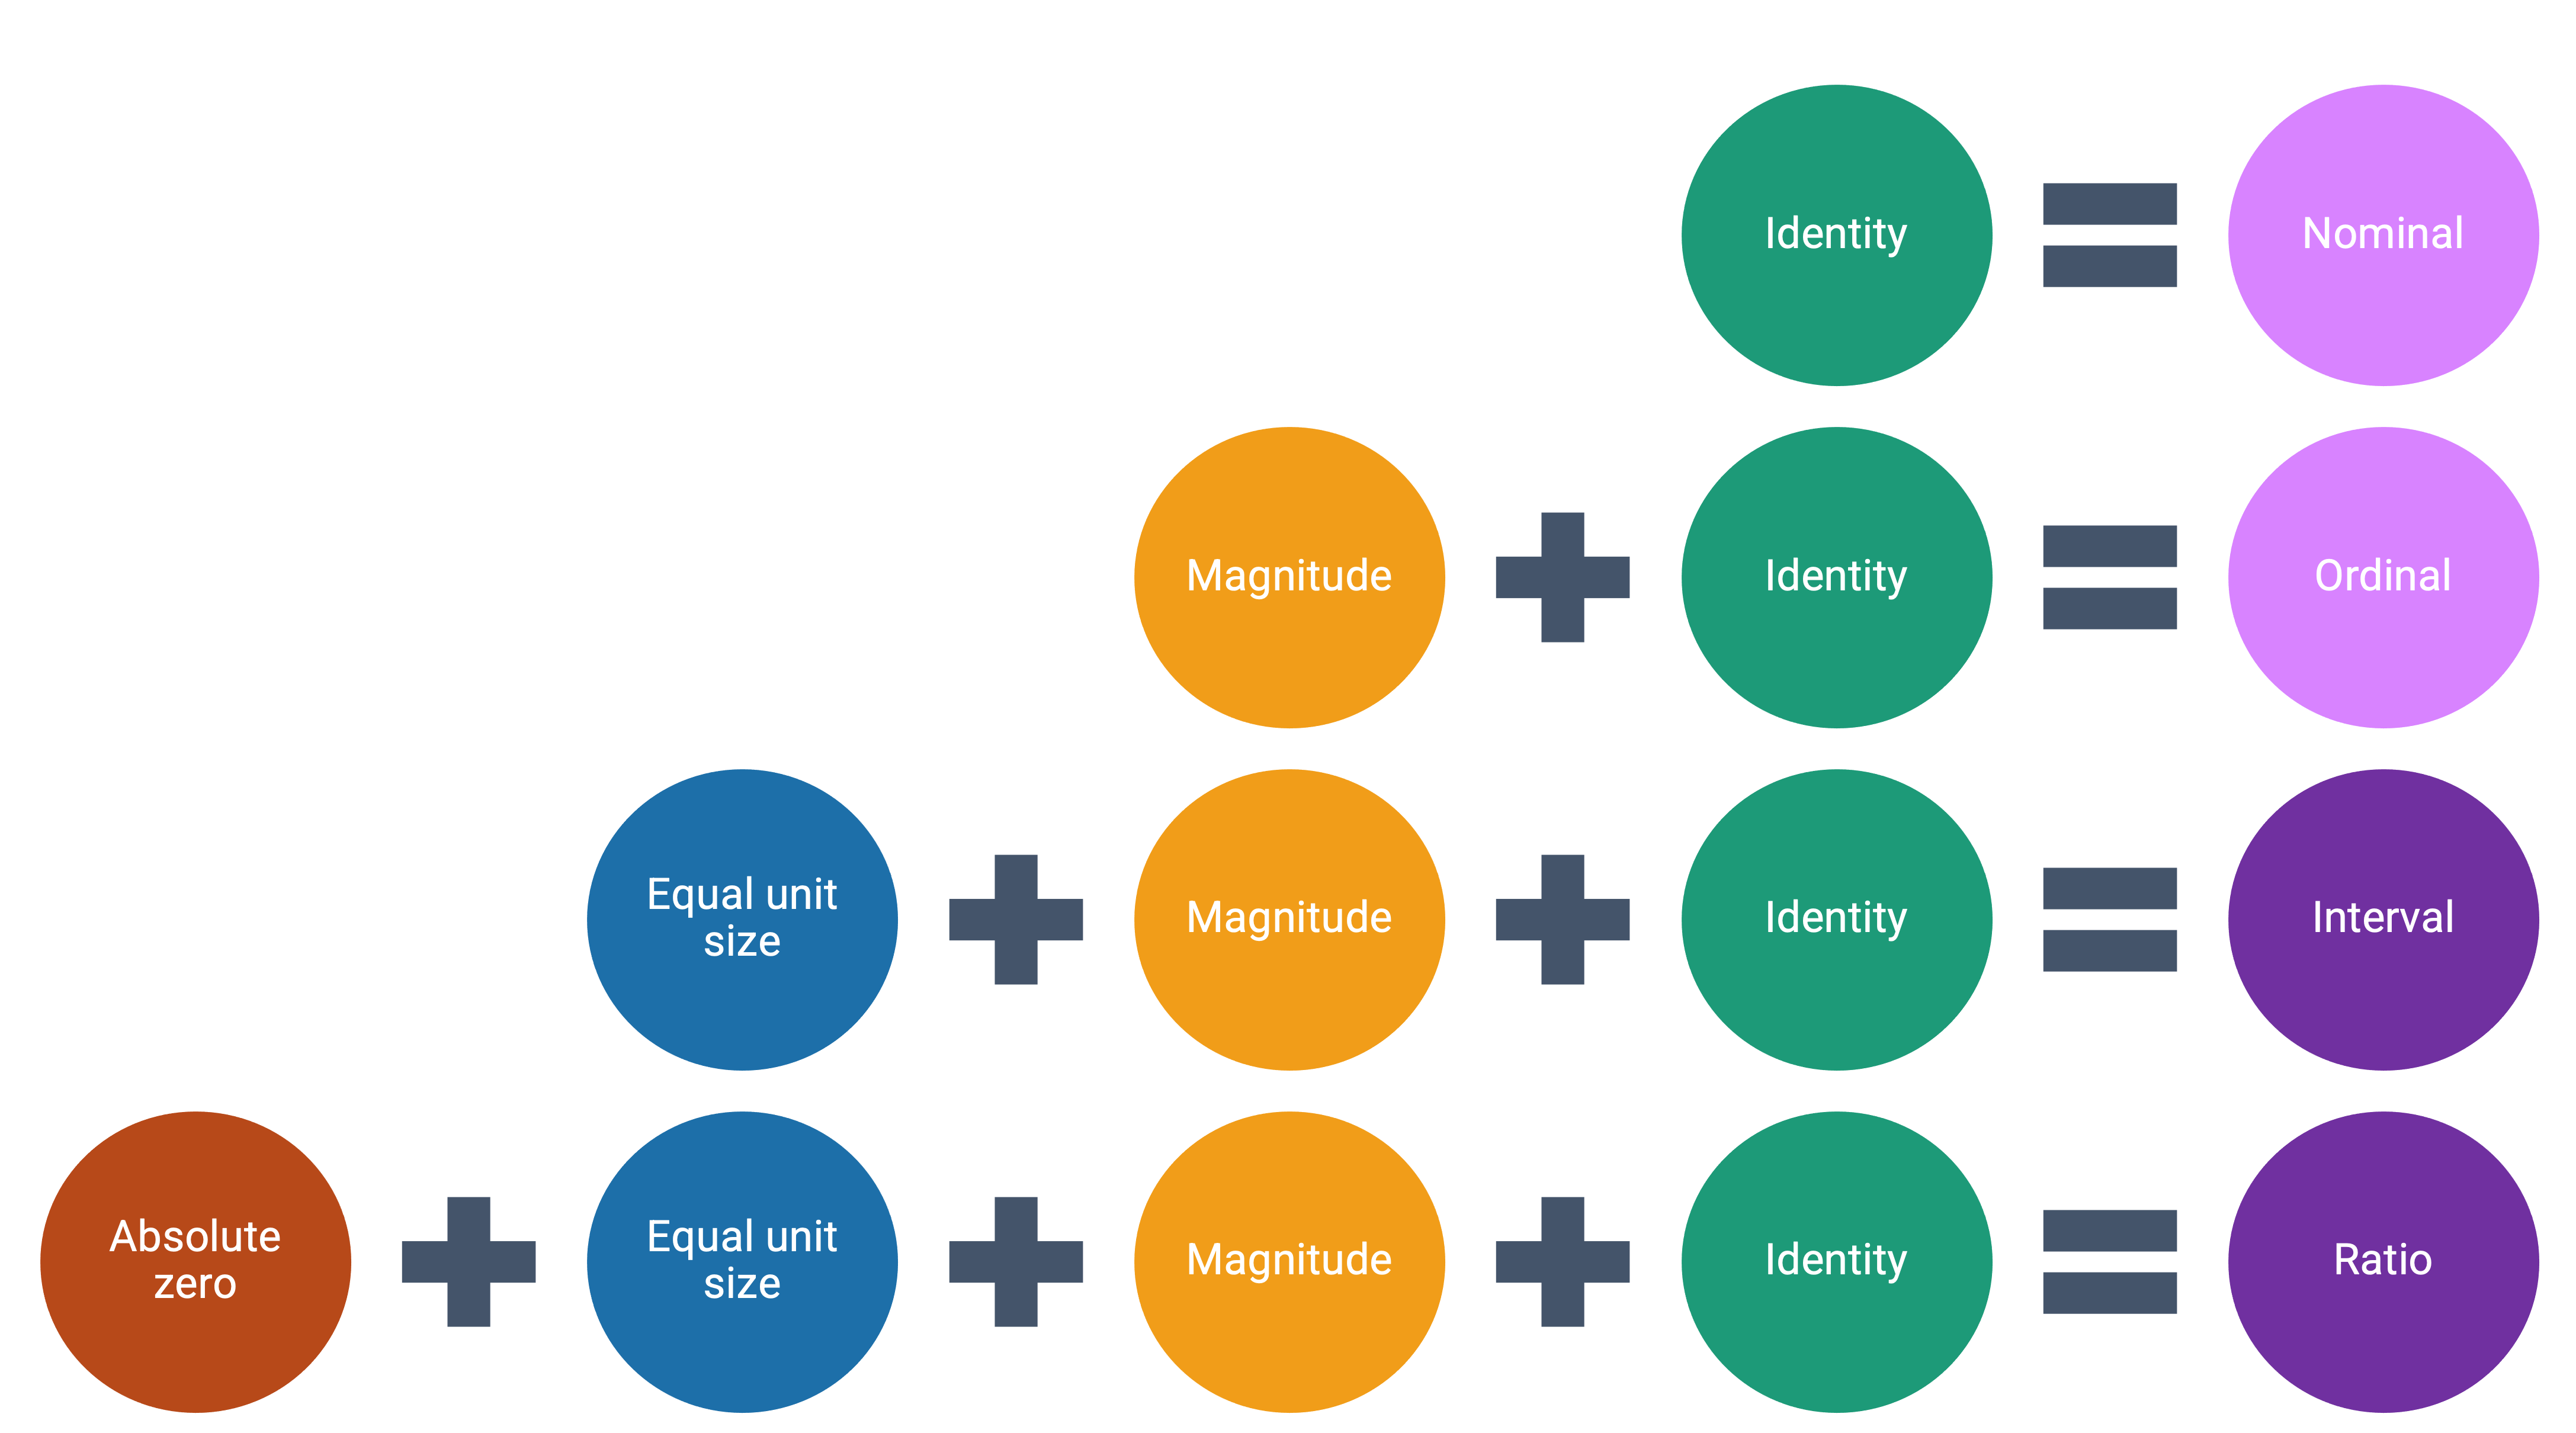 Identity
Nominal
Magnitude
Identity
Ordinal
Equal unit
size
Magnitude
Identity
Interval
Absolute
zero
Equal unit
size
Magnitude
Identity
Ratio